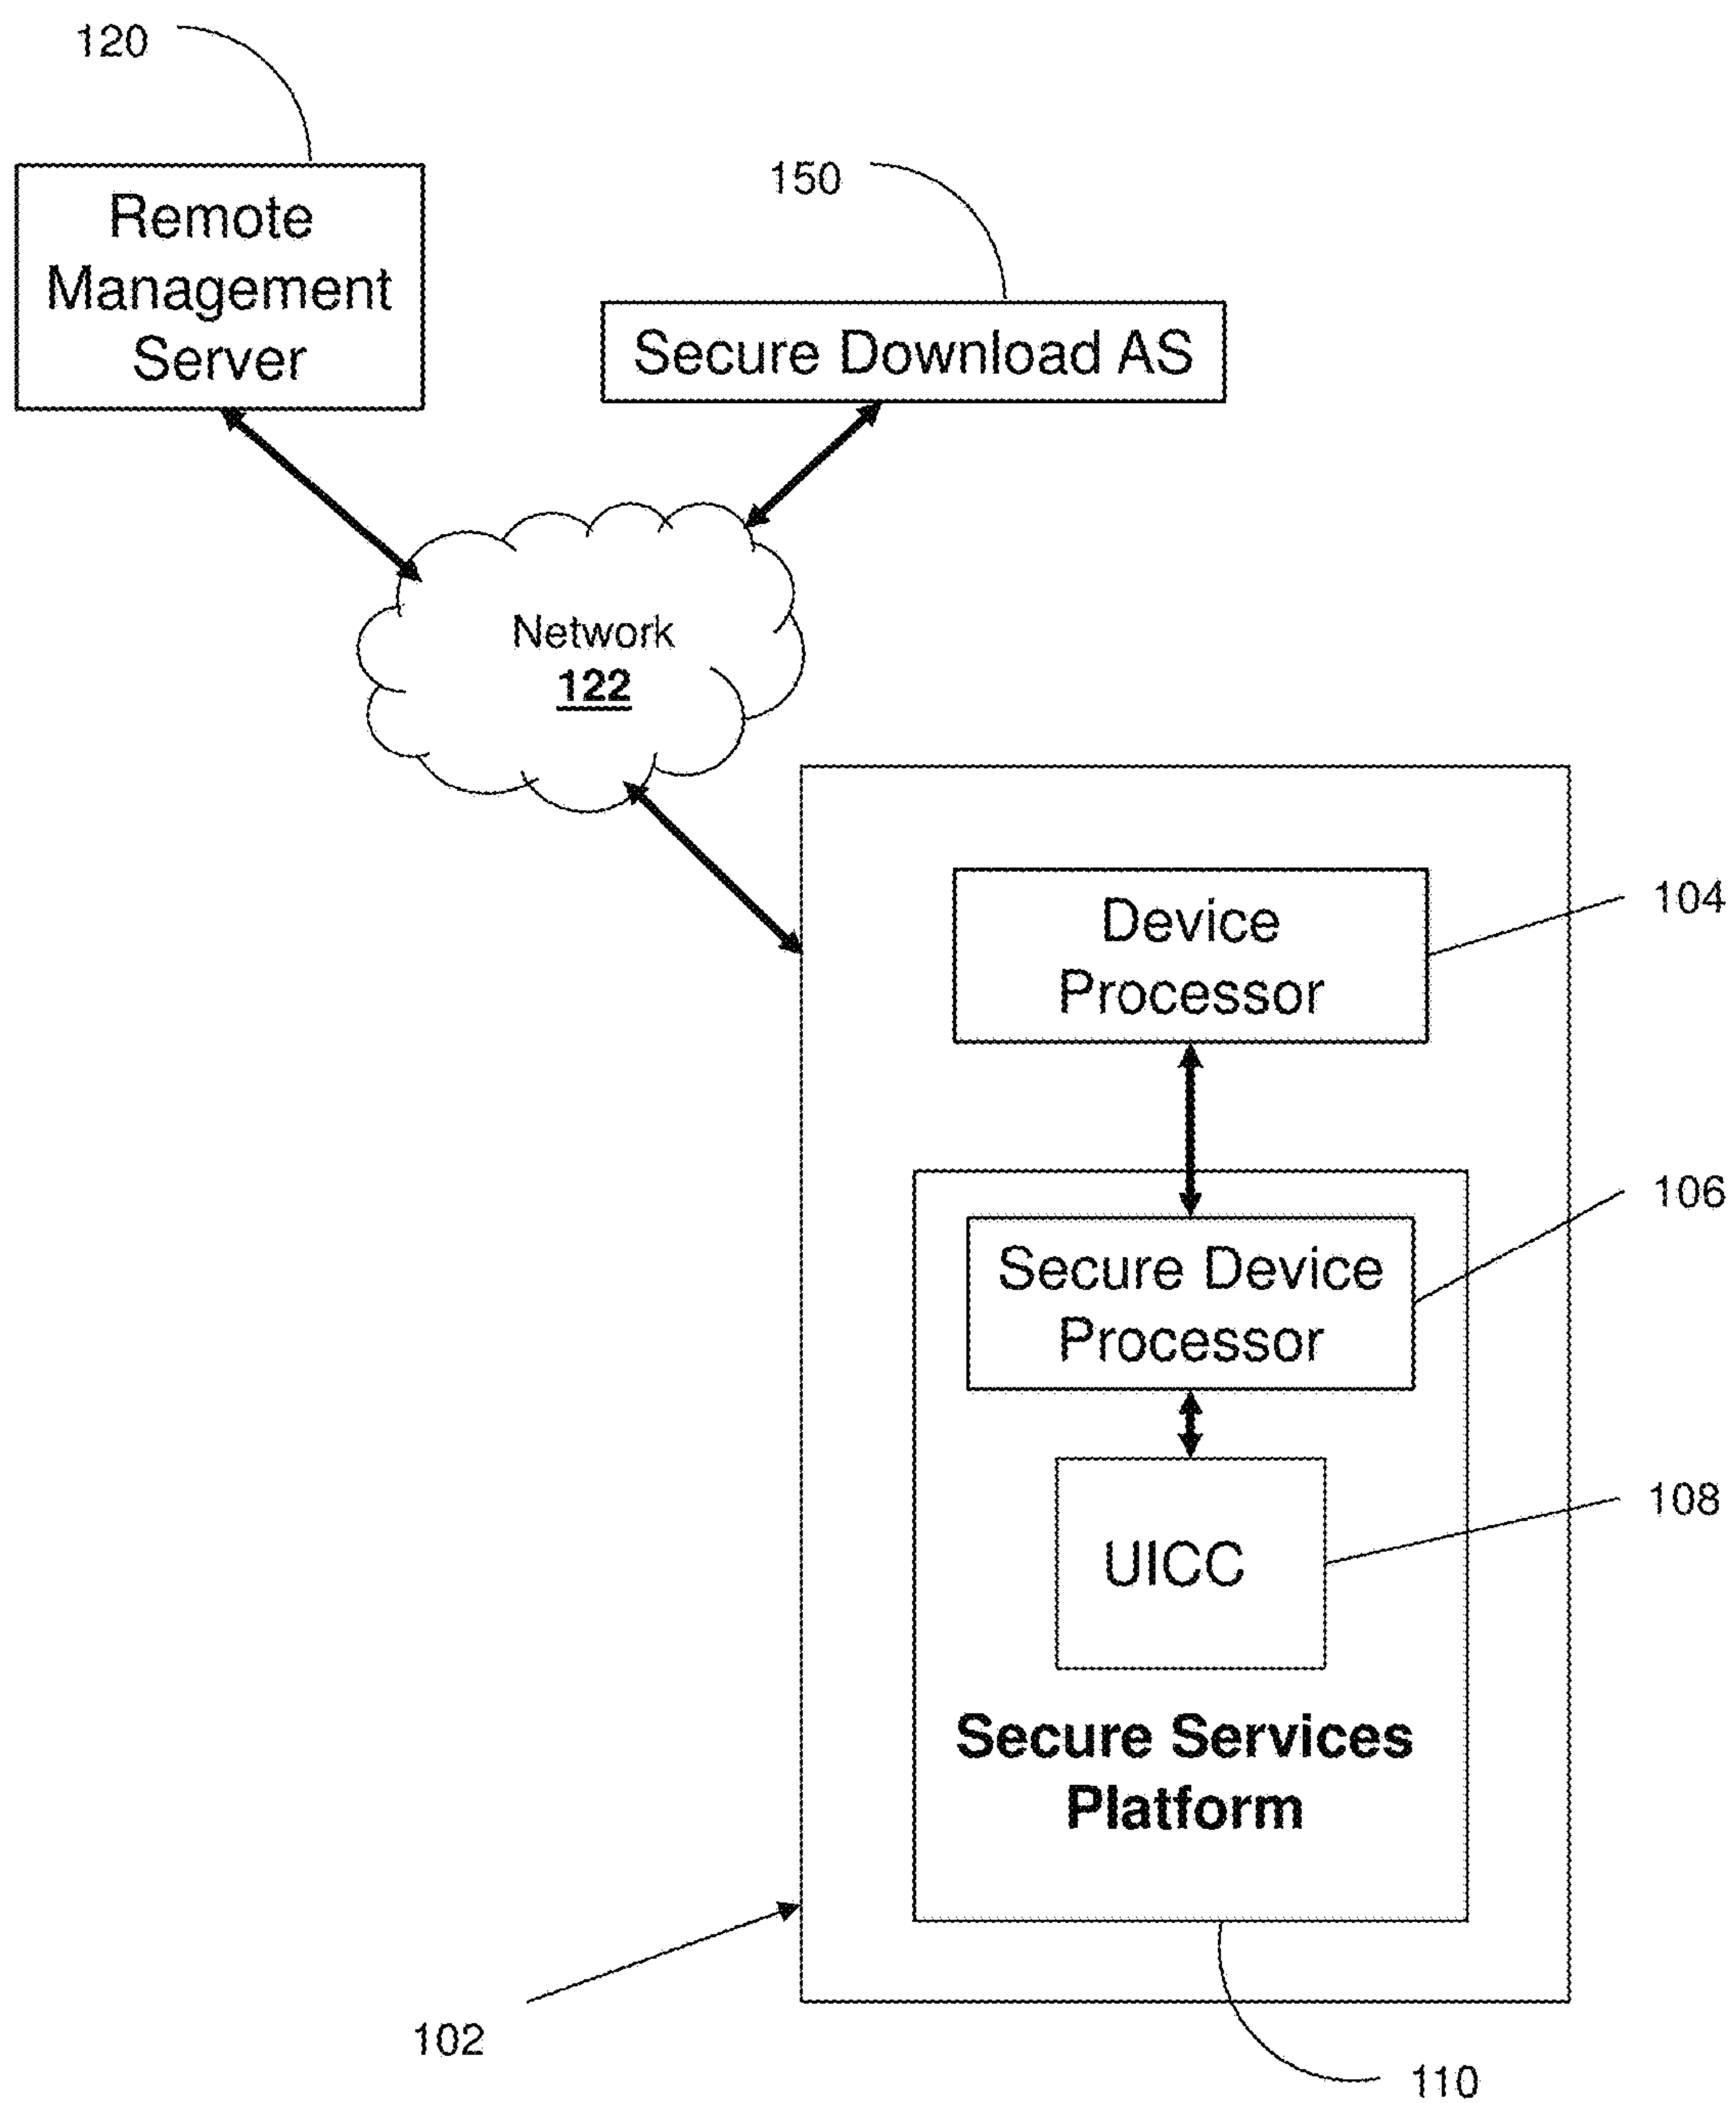 120
Remote
Management
Server
150
Secure Download AS
Network
122
Device
Processor
104
Secure Device
Processor
106
UICC
108
Secure Services
Platform
102
110